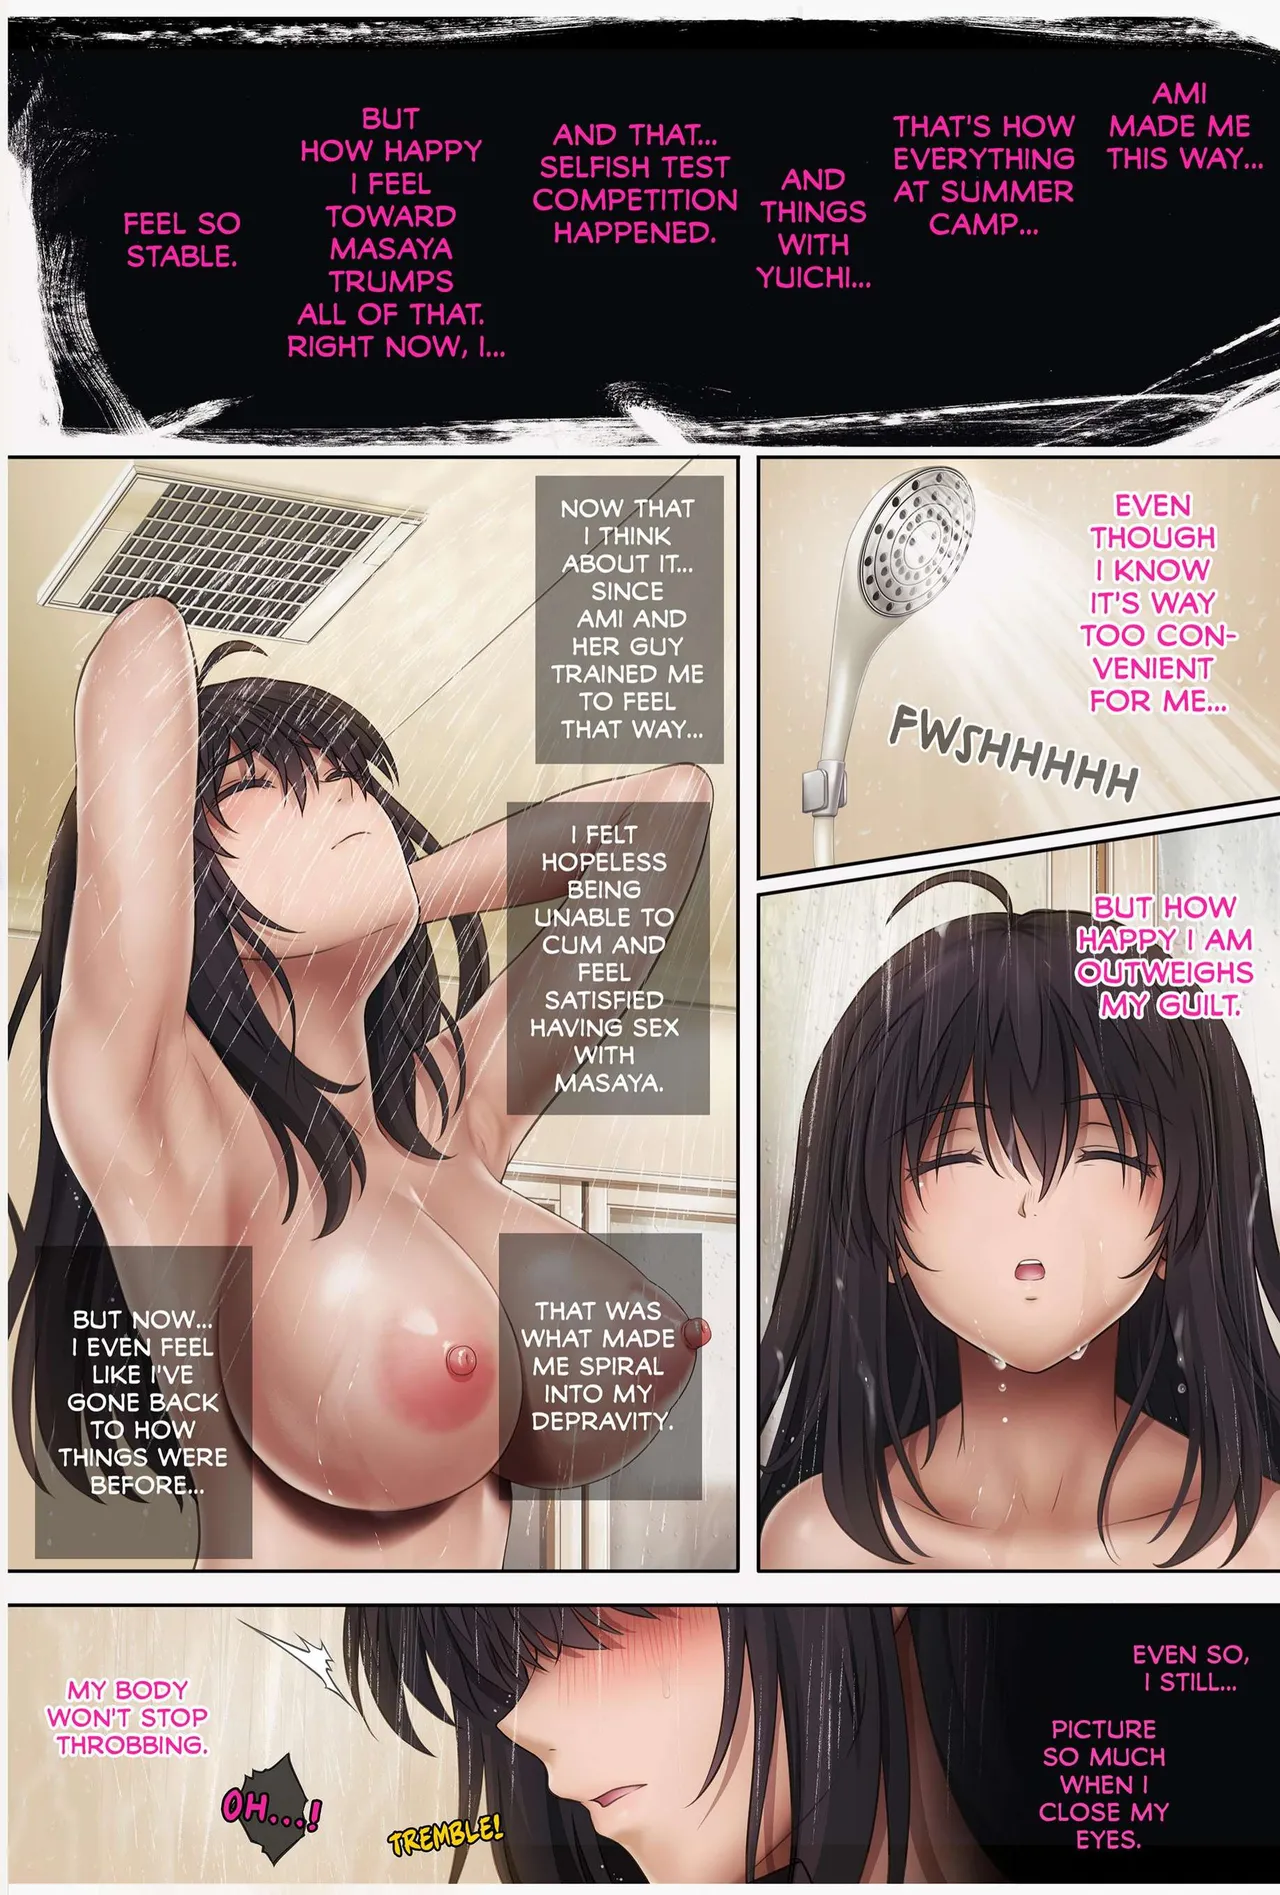 AMI
MADE ME
THIS WAY...
THAT'S HOW
EVERYTHING
AT SUMMER
CAMP...
AND
THINGS
WITH
YUICHI...
AND THAT...
SELFISH TEST
COMPETITION
HAPPENED.
BUT
HOW HAPPY
I FEEL
TOWARD
MASAYA
TRUMPS
ALL OF THAT.
RIGHT NOW, I...
FEEL SO
STABLE.
EVEN
THOUGH
I KNOW
IT'S WAY
TOO CON-
VENIENT
FOR ME...
FWSHHHHH
BUT HOW
HAPPY I AM
OUTWEIGHS
MY GUILT.
NOW THAT
I THINK
ABOUT IT...
SINCE
AMI AND
HER GUY
TRAINED ME
TO FEEL
THAT WAY...
I FELT
HOPELESS
BEING
UNABLE TO
CUM AND
FEEL
SATISFIED
HAVING SEX
WITH
MASAYA.
THAT WAS
WHAT MADE
ME SPIRAL
INTO MY
DEPRAVITY.
BUT NOW...
I EVEN FEEL
LIKE I'VE
GONE BACK
TO HOW
THINGS WERE
BEFORE...
EVEN SO,
I STILL...
PICTURE
SO MUCH
WHEN I
CLOSE MY
EYES.
TREMBLE!
OH...!
MY BODY
WON'T STOP
THROBBING.